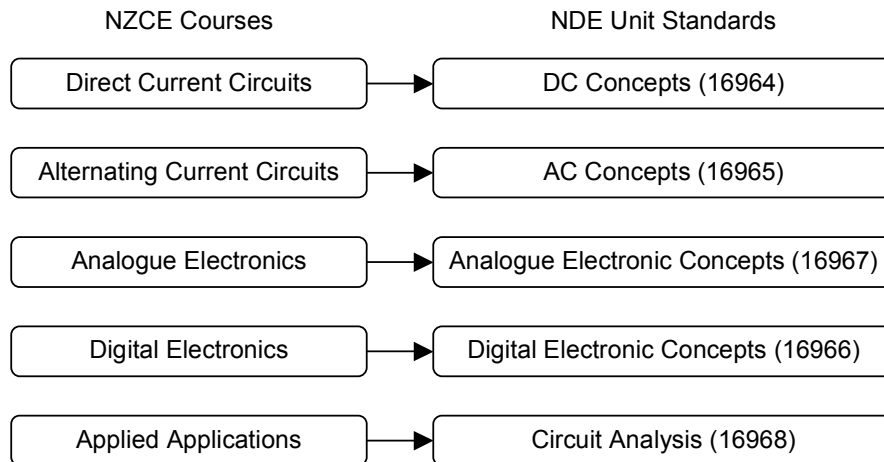 NZCE Courses NDE Unit Standards
Direct Current Circuits DC Concepts (16964)
Alternating Current Circuits AC Concepts (16965)
Analogue Electronics Analogue Electronic Concepts (16967)
Digital Electronics Digital Electronic Concepts (16966)
Applied Applications Circuit Analysis (16968)